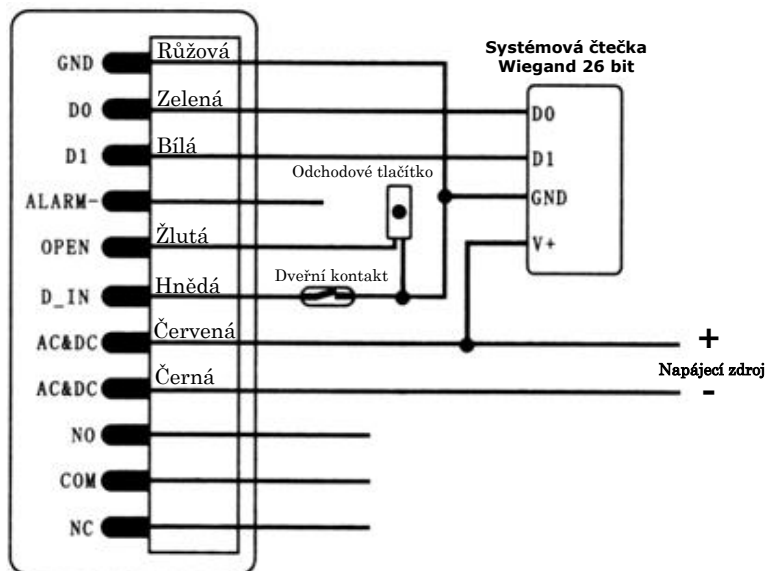 GND
Růžová
D0
Zelená
D1
Bílá
ALARM-
OPEN
Žlutá
D_IN
Hnědá
AC&DC
Červená
AC&DC
Černá
NO
COM
NC
Odchodové tlačítko
Dveřní kontakt
Systémová čtečka
Wiegand 26 bit
D0
D1
GND
V+
+
Napájecí zdroj
-